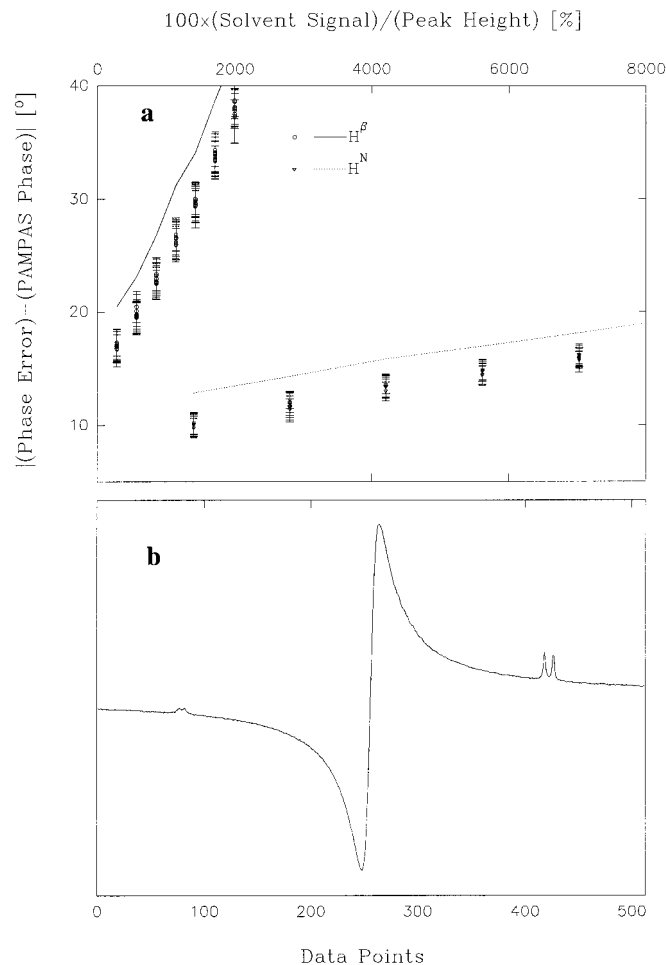 100×(Solvent Signal)/(Peak Height) [%]
0 2000 4000 6000 8000
|(Phase Error)−(PAMPAS Phase)| [°]
40
30
20
10
a
H^β
H^N
b
0 100 200 300 400 500
Data Points